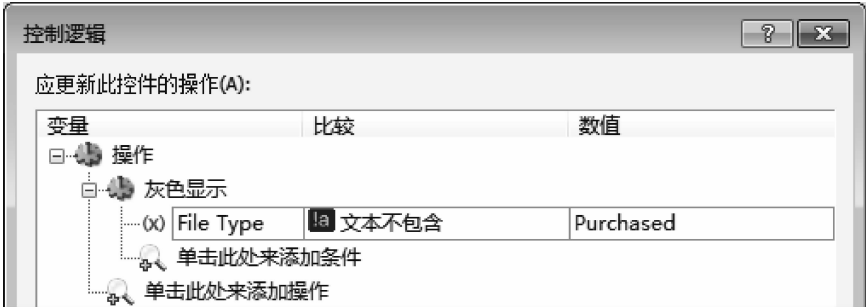 控制逻辑
应更新此控件的操作(A):
变量 比较 数值
操作
灰色显示
(x) File Type !a 文本不包含 Purchased
单击此处来添加条件
单击此处来添加操作